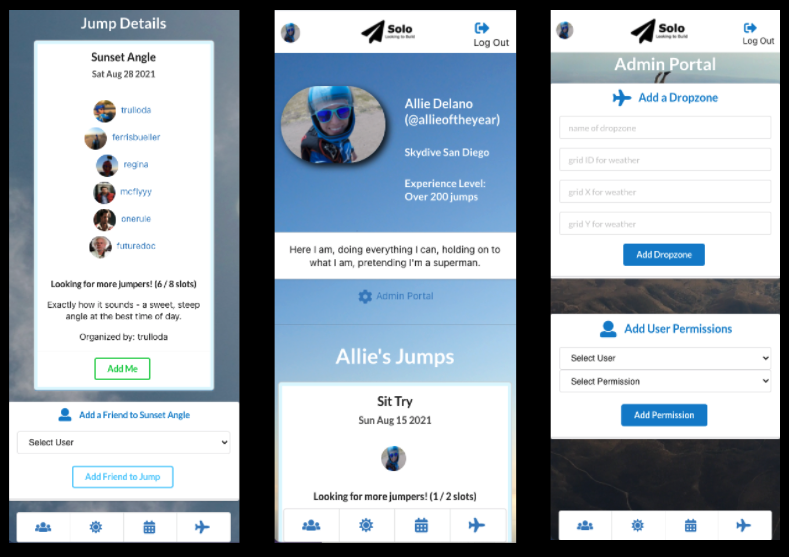 Jump Details
Sunset Angle
Sat Aug 28 2021
trulloda
ferrisbueller
regina
mcflyyy
onerule
futuredoc
Looking for more jumpers! (6 / 8 slots)
Exactly how it sounds - a sweet, steep
angle at the best time of day.
Organized by: trulloda
Add Me
Add a Friend to Sunset Angle
Select User
Add Friend to Jump
Solo
Looking to Build
Log Out
Allie Delano
(@allieoftheyear)
Skydive San Diego
Experience Level:
Over 200 jumps
Here I am, doing everything I can, holding on to
what I am, pretending I'm a superman.
Admin Portal
Allie's Jumps
Sit Try
Sun Aug 15 2021
Looking for more jumpers! (1 / 2 slots)
Solo
Looking to Build
Log Out
Admin Portal
Add a Dropzone
name of dropzone
grid ID for weather
grid X for weather
grid Y for weather
Add Dropzone
Add User Permissions
Select User
Select Permission
Add Permission